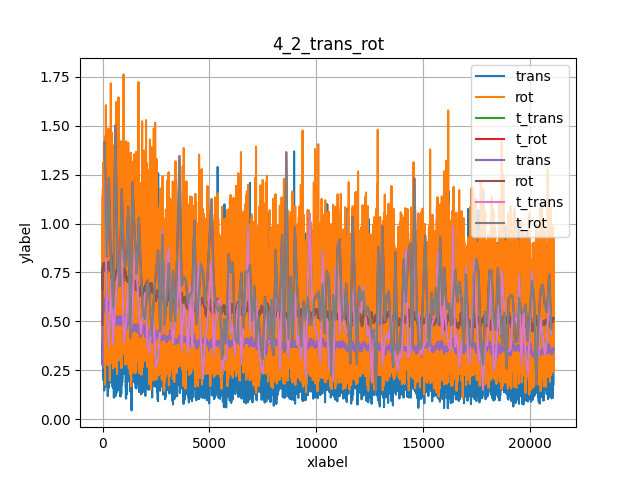 4_2_trans_rot
ylabel
1.75
1.50
1.25
1.00
0.75
0.50
0.25
0.00
trans
rot
t_trans
t_rot
trans
rot
t_trans
t_rot
0 5000 10000 15000 20000
xlabel